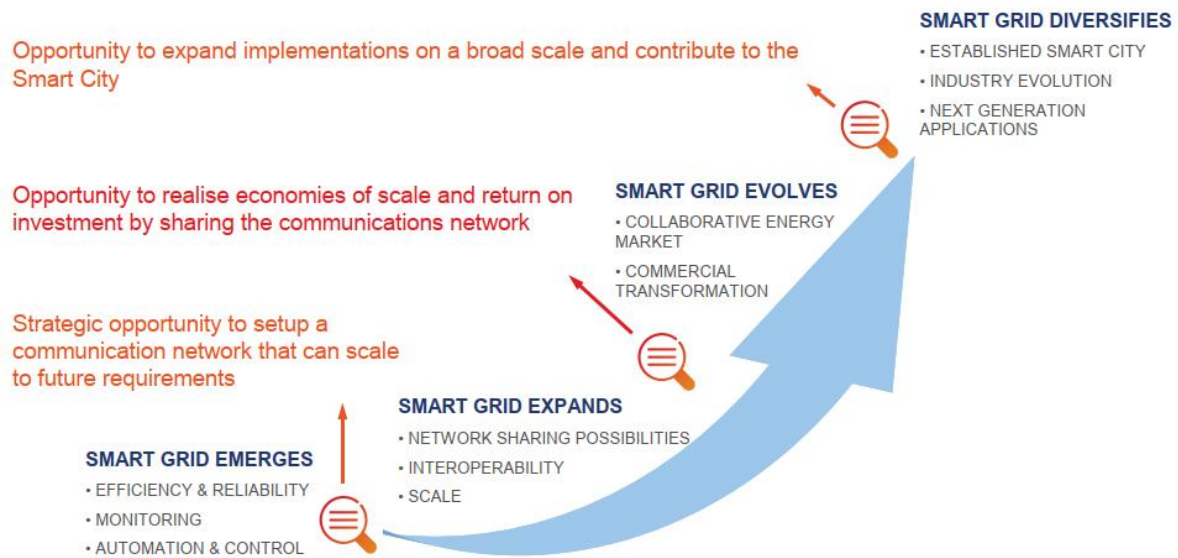 SMART GRID DIVERSIFIES
• ESTABLISHED SMART CITY
• INDUSTRY EVOLUTION
• NEXT GENERATION
APPLICATIONS
Opportunity to expand implementations on a broad scale and contribute to the
Smart City
Opportunity to realise economies of scale and return on
investment by sharing the communications network
SMART GRID EVOLVES
• COLLABORATIVE ENERGY
MARKET
• COMMERCIAL
TRANSFORMATION
Strategic opportunity to setup a
communication network that can scale
to future requirements
SMART GRID EXPANDS
• NETWORK SHARING POSSIBILITIES
• INTEROPERABILITY
• SCALE
SMART GRID EMERGES
• EFFICIENCY & RELIABILITY
• MONITORING
• AUTOMATION & CONTROL